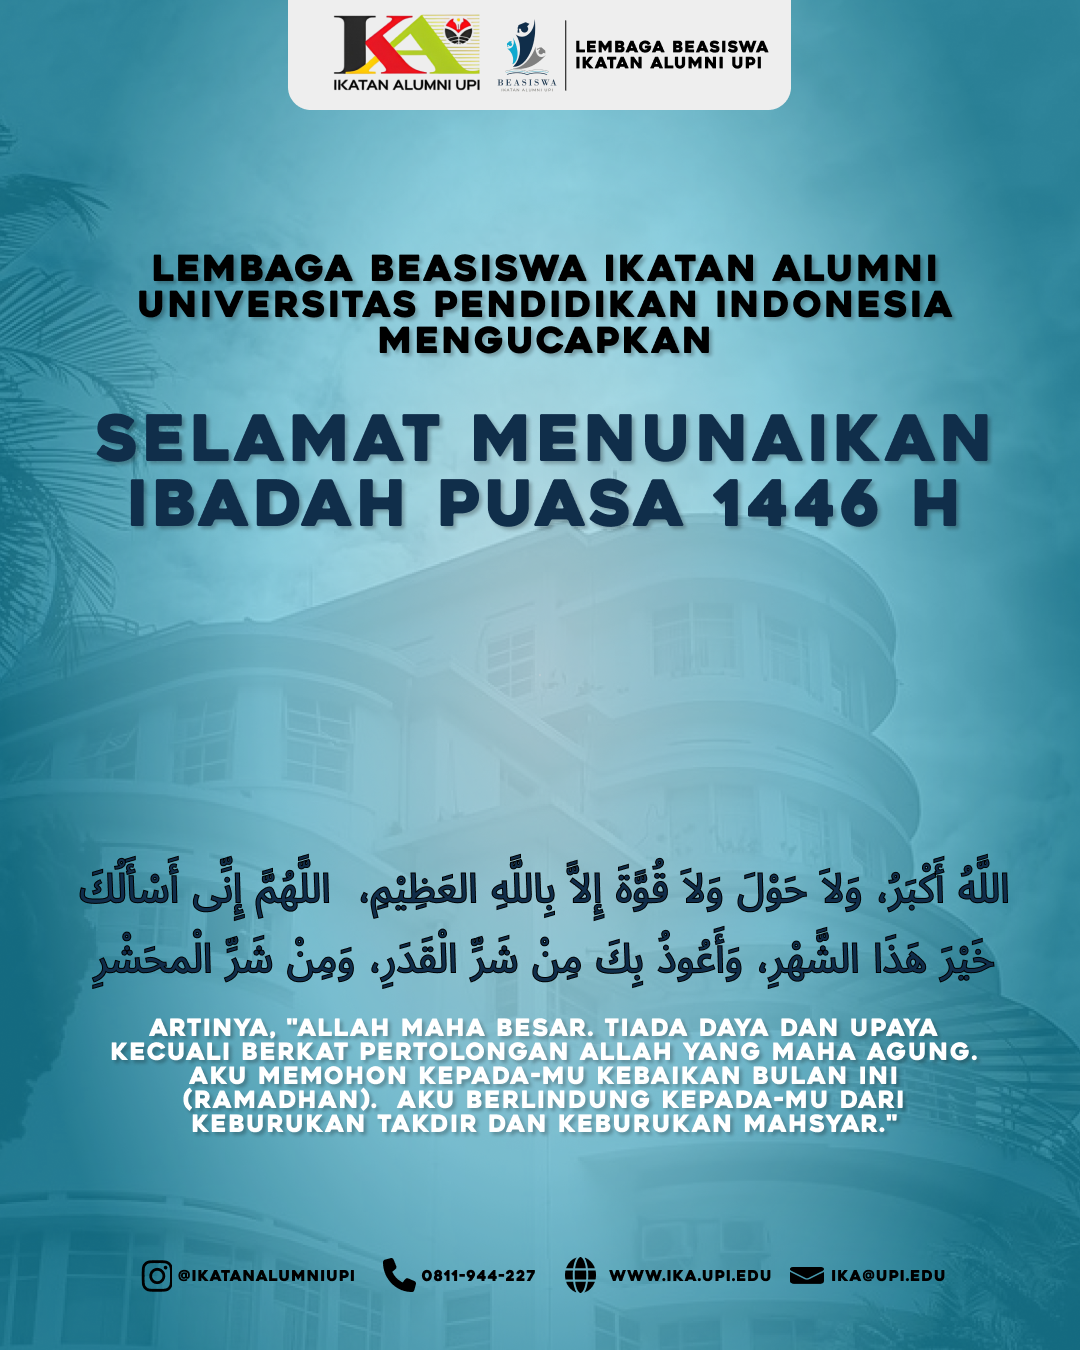 IKATAN ALUMNI UPI
BEASISWA
IKATAN ALUMNI UPI
LEMBAGA BEASISWA
IKATAN ALUMNI UPI
LEMBAGA BEASISWA IKATAN ALUMNI
UNIVERSITAS PENDIDIKAN INDONESIA
MENGUCAPKAN
SELAMAT MENUNAIKAN
IBADAH PUASA 1446 H
اللَّهُ أَكْبَرُ، وَلاَ حَوْلَ وَلاَ قُوَّةَ إِلاَّ بِاللَّهِ العَظِيْمِ، اللَّهُمَّ إِنِّى أَسْأَلُكَ
خَيْرَ هَذَا الشَّهْرِ، وَأَعُوذُ بِكَ مِنْ شَرِّ الْقَدَرِ، وَمِنْ شَرِّ الْمحَشْرِ
ARTINYA, "ALLAH MAHA BESAR. TIADA DAYA DAN UPAYA
KECUALI BERKAT PERTOLONGAN ALLAH YANG MAHA AGUNG.
AKU MEMOHON KEPADA-MU KEBAIKAN BULAN INI
(RAMADHAN). AKU BERLINDUNG KEPADA-MU DARI
KEBURUKAN TAKDIR DAN KEBURUKAN MAHSYAR."
@IKATANALUMNIUPI 0811-944-227 WWW.IKA.UPI.EDU IKA@UPI.EDU